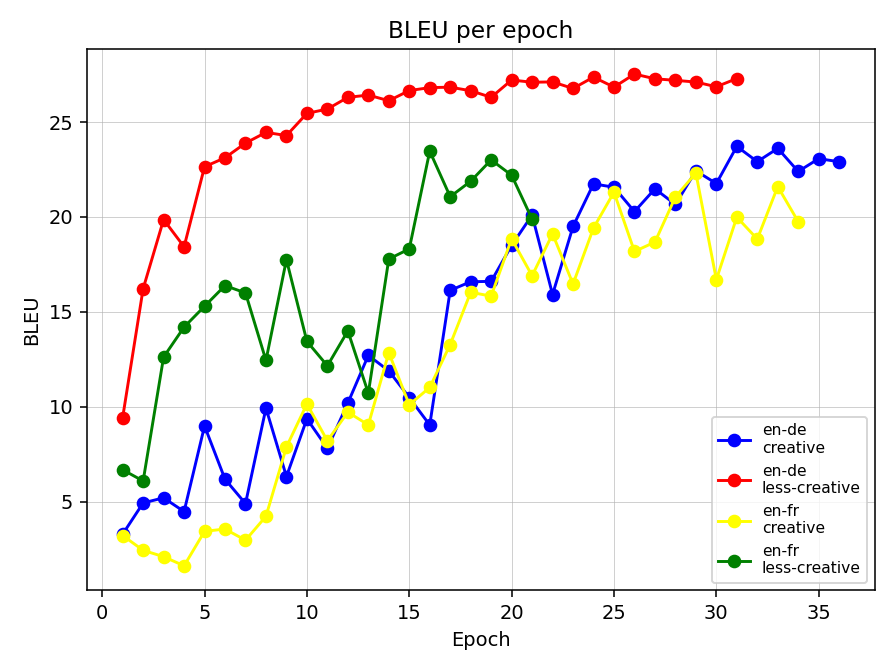 BLEU per epoch
BLEU
25
20
15
10
5
0
5
10
15
20
25
30
35
Epoch
en-de
creative
en-de
less-creative
en-fr
creative
en-fr
less-creative